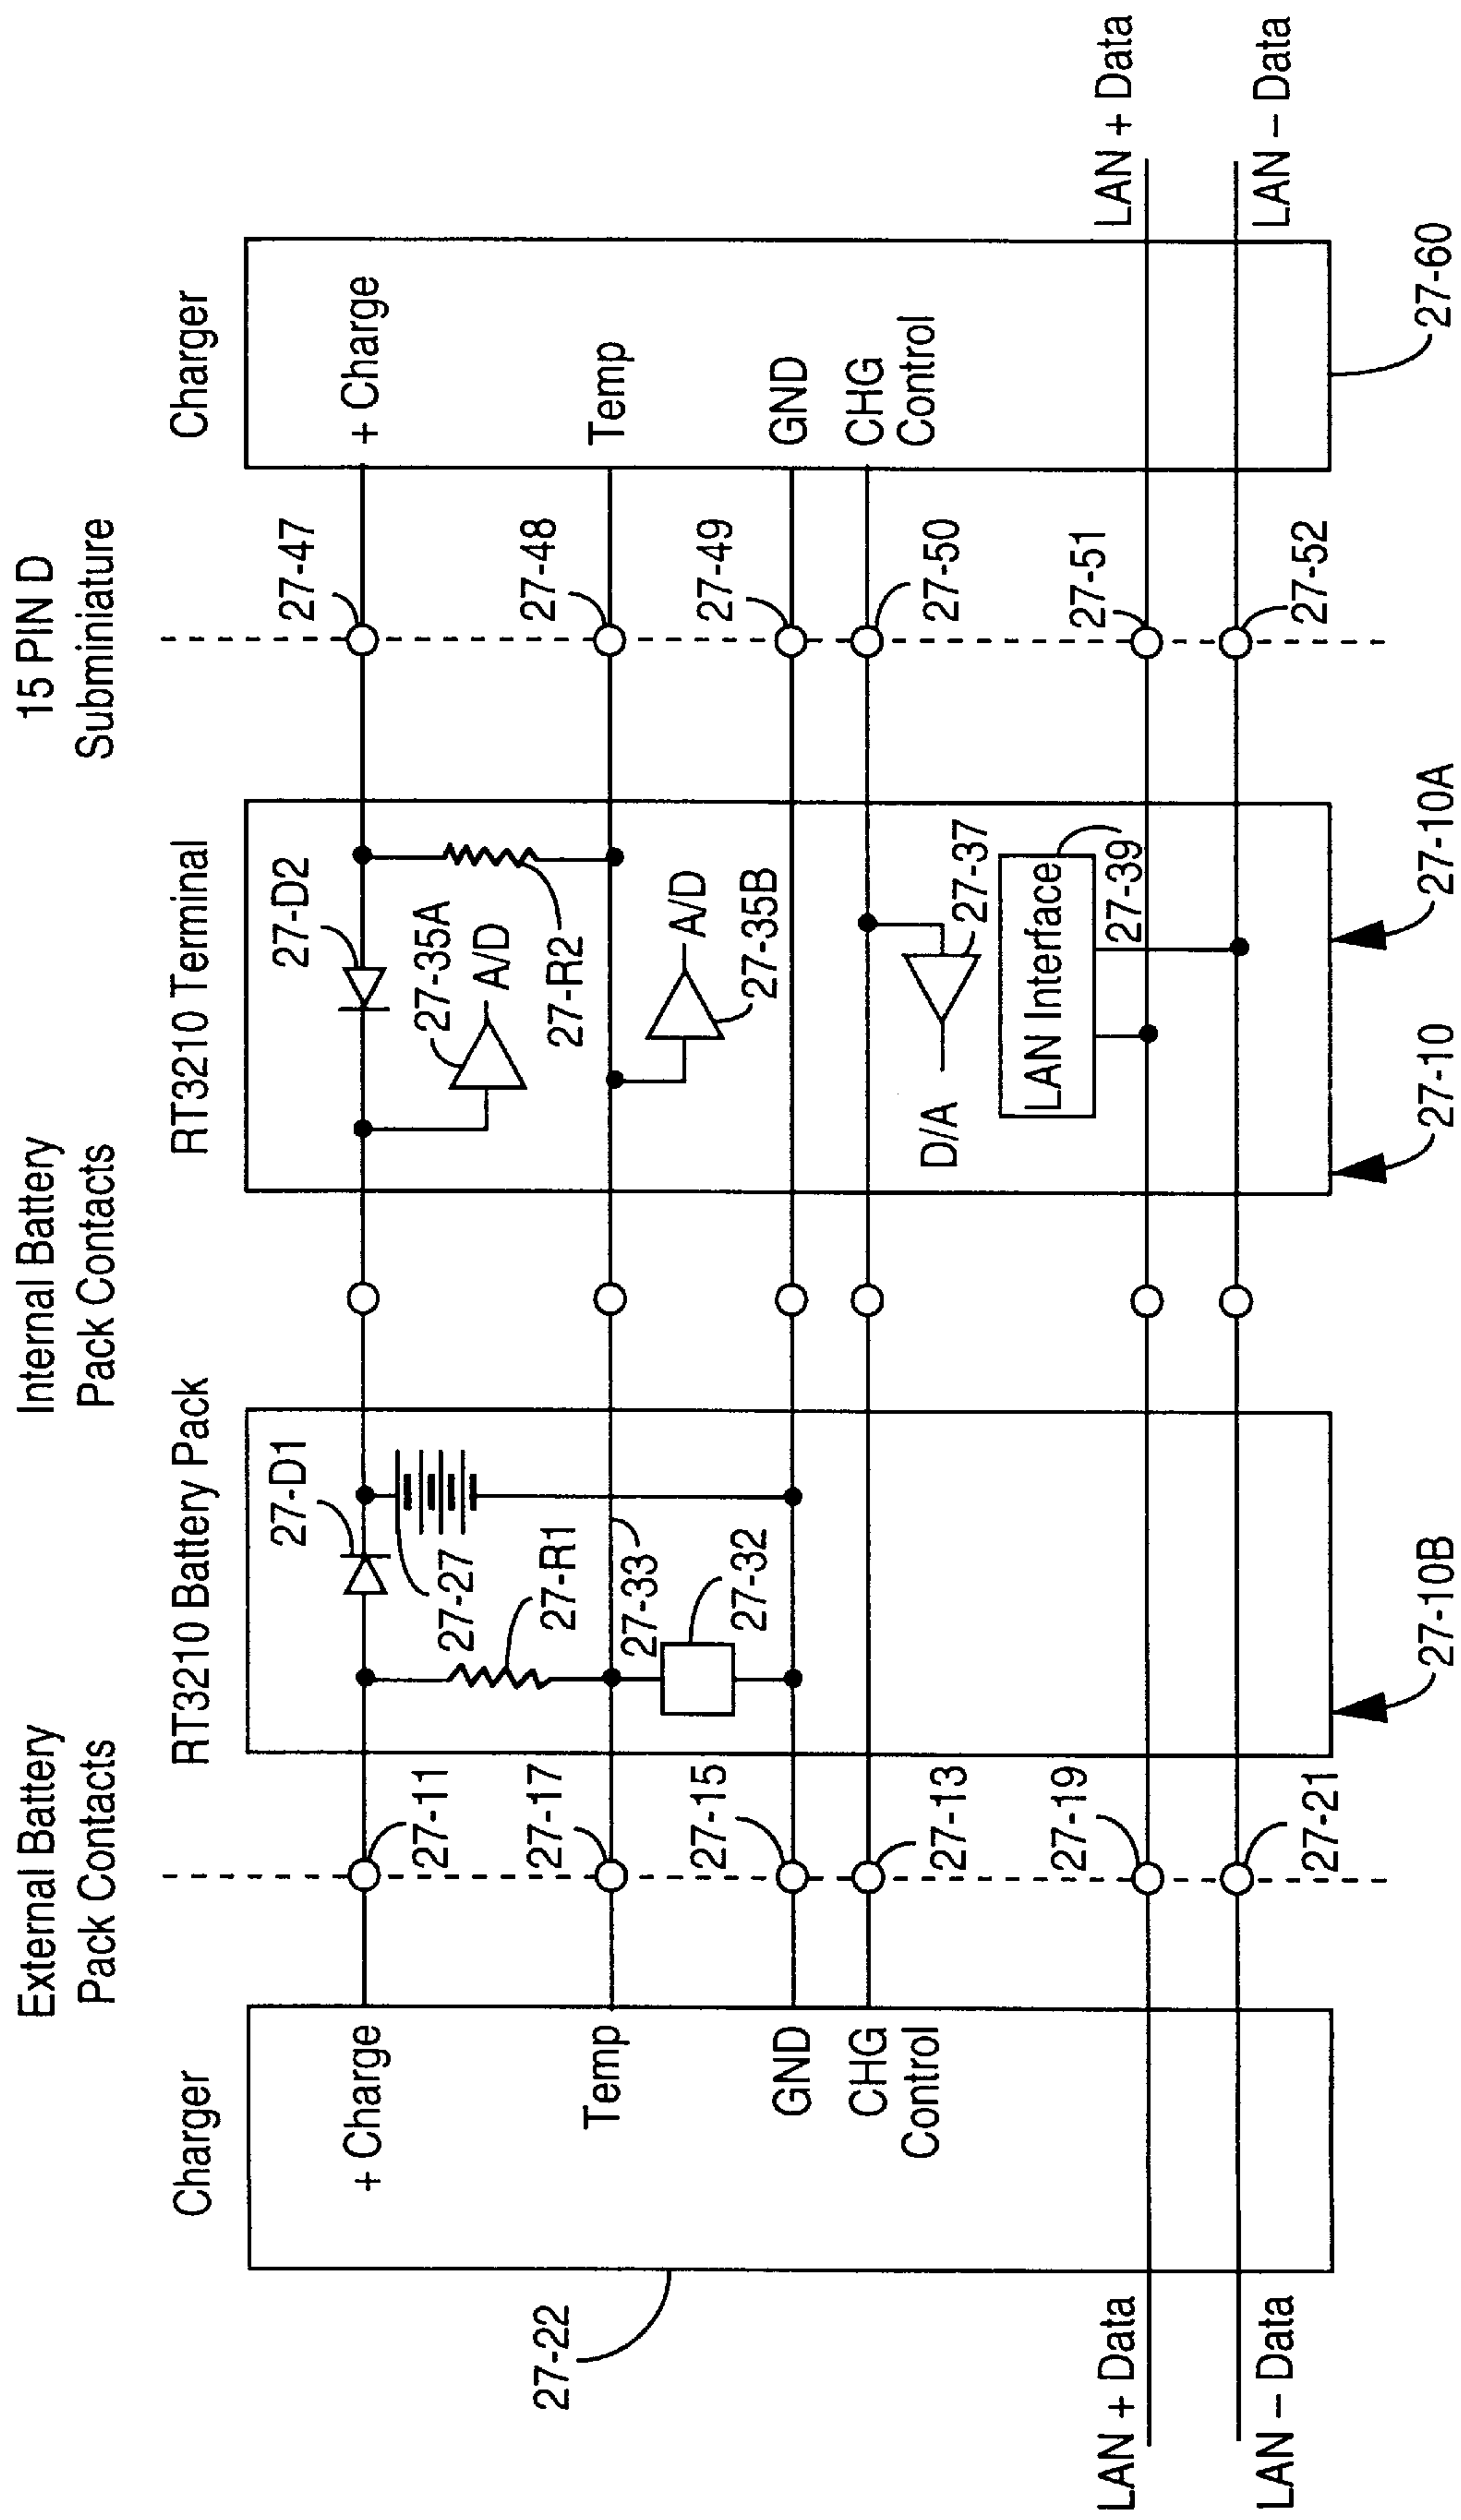 External Battery
Pack Contacts
Internal Battery
Pack Contacts
15 PIN D
Subminiature
Charger
RT3210 Battery Pack
RT3210 Terminal
Charger
27-22
+ Charge
Temp
GND
CHG
Control
LAN + Data
LAN – Data
27-11
27-17
27-15
27-13
27-19
27-21
27-D1
27-27
27-R1
27-33
27-32
27-10B
27-D2
27-35A
A/D
27-R2
A/D
27-35B
27-37
D/A
LAN Interface
27-39
27-10
27-10A
27-47
27-48
27-49
27-50
27-51
27-52
+ Charge
Temp
GND
CHG
Control
LAN + Data
LAN – Data
27-60